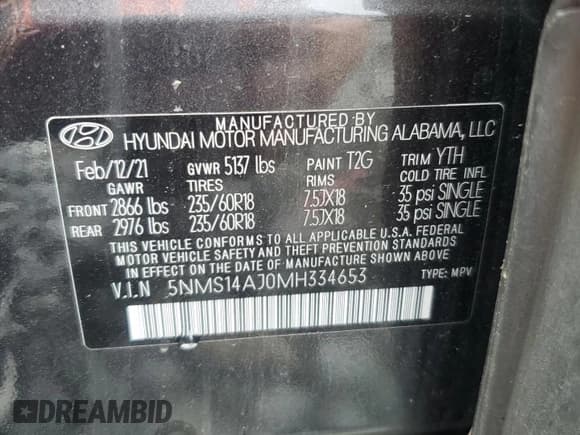 MANUFACTURED BY
HYUNDAI MOTOR MANUFACTURING ALABAMA, LLC
Feb/12/21 GVWR 5137 lbs PAINT T2G TRIM YTH
GAWR TIRES RIMS COLD TIRE INFL
FRONT 2866 lbs 235/60R18 7.5JX18 35 psi SINGLE
REAR 2976 lbs 235/60R18 7.5JX18 35 psi SINGLE
THIS VEHICLE CONFORMS TO ALL APPLICABLE U.S.A. FEDERAL
MOTOR VEHICLE SAFETY AND THEFT PREVENTION STANDARDS
IN EFFECT ON THE DATE OF MANUFACTURE SHOWN ABOVE.
V.I.N 5NMS14AJ0MH334653 TYPE: MPV
DREAMBID